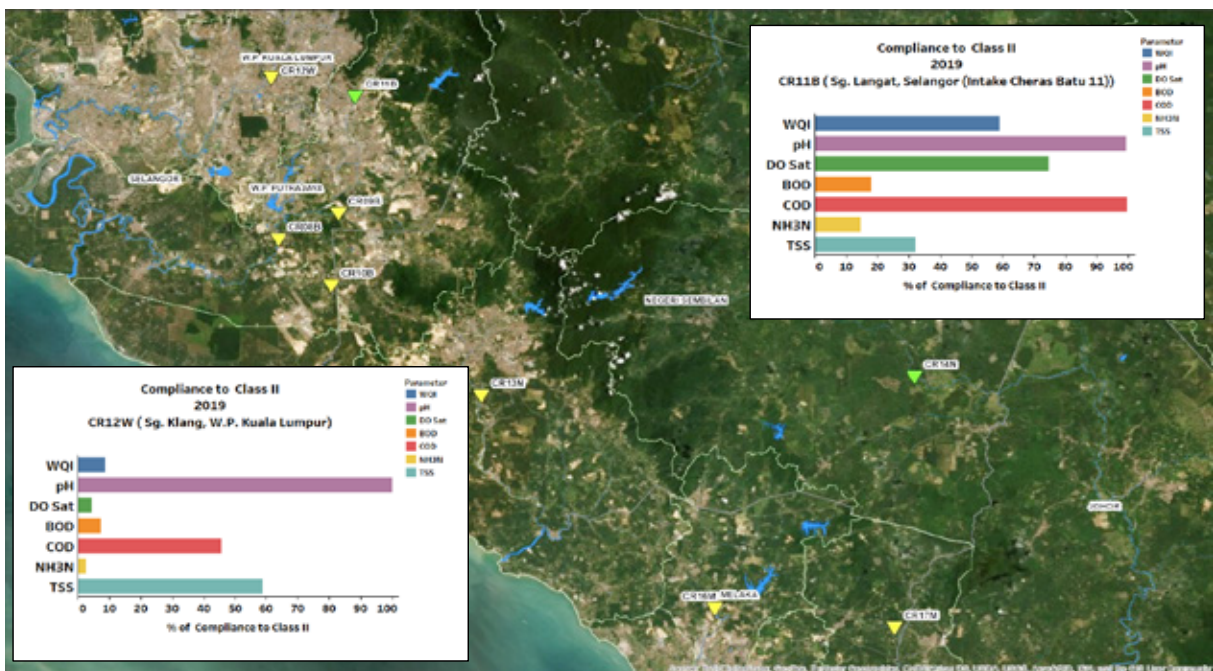 W.P. KUALA LUMPUR
CR12W
CR11B
SELANGOR
W.P. PUTRAJAYA
CR09B
CR08B
CR10B
NEGERI SEMBILAN
CR13N
CR14N
JOHOR
CR16M
MELAKA
CR17M
Compliance to Class II
2019
CR11B ( Sg. Langat, Selangor (Intake Cheras Batu 11))
Parameter
WQI
pH
DO Sat
BOD
COD
NH3N
TSS
WQI
pH
DO Sat
BOD
COD
NH3N
TSS
0 10 20 30 40 50 60 70 80 90 100
% of Compliance to Class II
Compliance to Class II
2019
CR12W ( Sg. Klang, W.P. Kuala Lumpur)
Parameter
WQI
pH
DO Sat
BOD
COD
NH3N
TSS
WQI
pH
DO Sat
BOD
COD
NH3N
TSS
0 10 20 30 40 50 60 70 80 90 100
% of Compliance to Class II